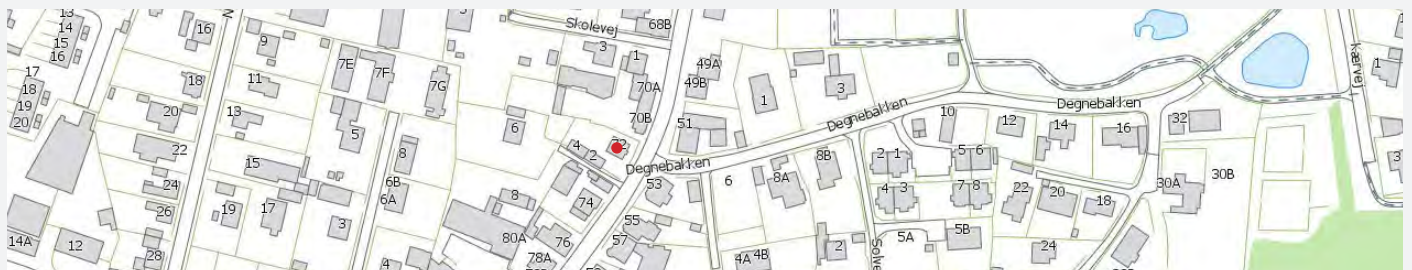 13
14
15
16
17
18
19
20
16
18
20
22
24
26
28
14A
12
9
11
13
15
19
17
7E
7F
7G
5
3
8
6B
6A
4
Skolevej
68B
3
1
70A
70B
6
4
2
8
74
80A
76
78A
49A
49B
51
53
55
57
Degnebakken
1
3
Degnebakken
6
8A
8B
4A
4B
2
2
1
4
3
5A
5B
10
5
6
7
8
12
14
16
Degnebakken
22
20
18
24
32
30A
30B
Kærvej
1